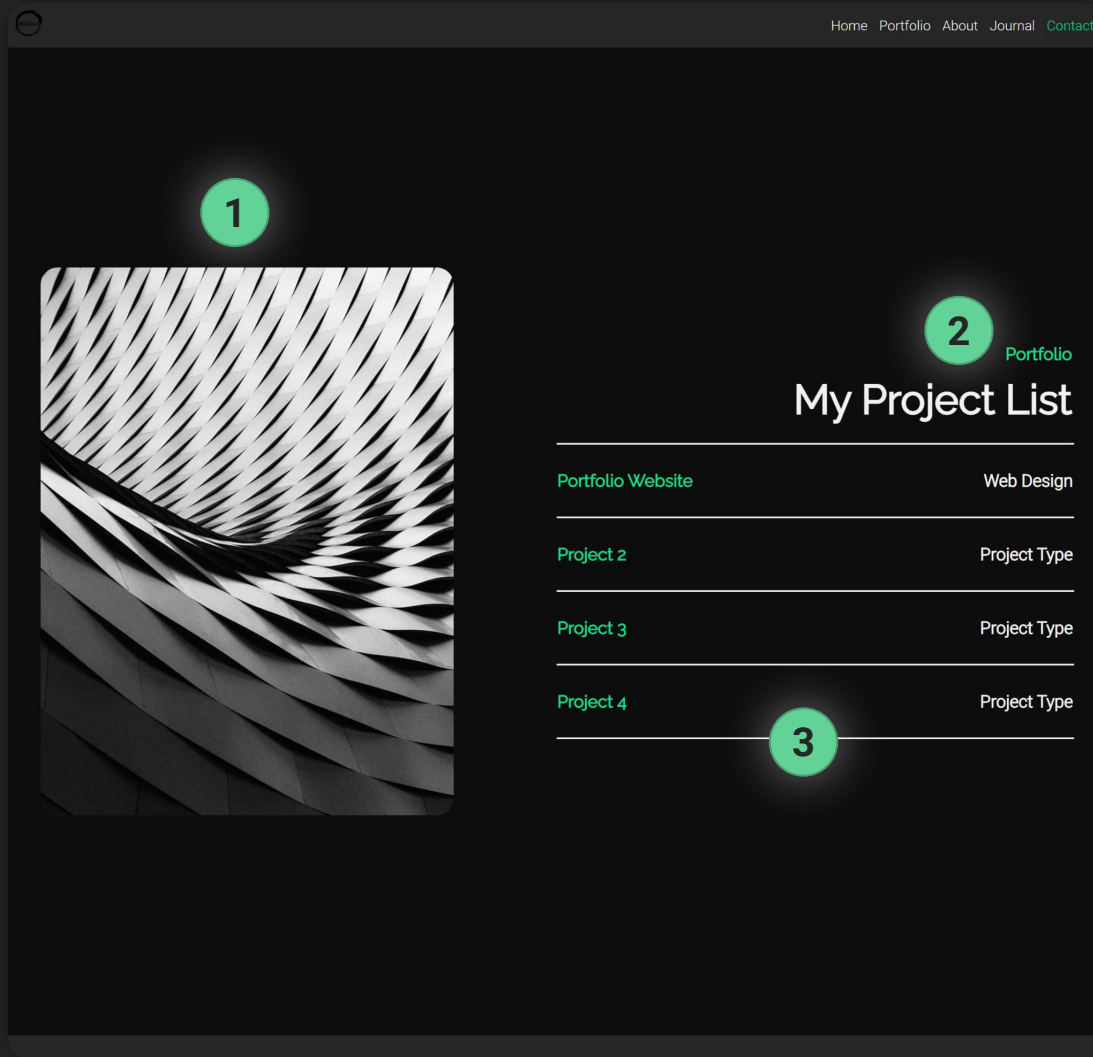 Home Portfolio About Journal Contact
1
2
Portfolio
My Project List
Portfolio Website Web Design
Project 2 Project Type
Project 3 Project Type
Project 4 Project Type
3